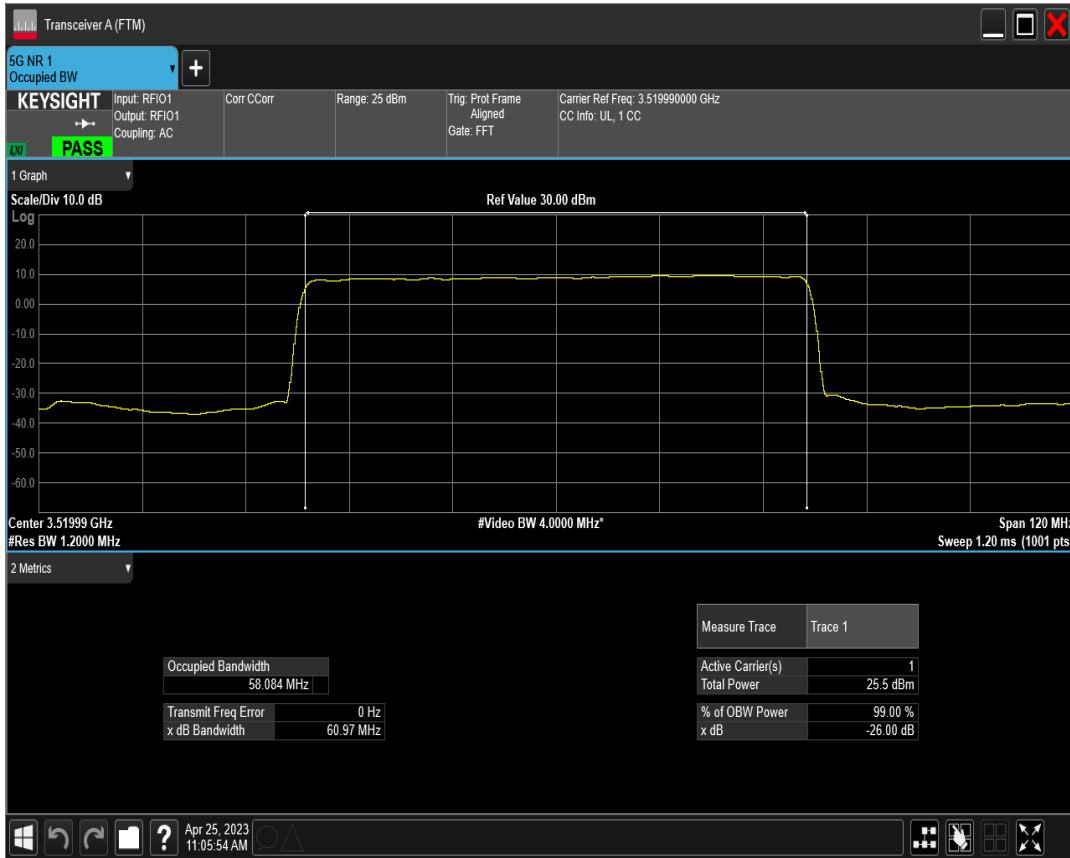 Transceiver A (FTM)
5G NR 1
Occupied BW
+
KEYSIGHT
LXI
PASS
Input: RFIO1
Output: RFIO1
Coupling: AC
Corr CCorr
Range: 25 dBm
Trig: Prot Frame
Aligned
Gate: FFT
Carrier Ref Freq: 3.519990000 GHz
CC Info: UL, 1 CC
1 Graph
Scale/Div 10.0 dB
Ref Value 30.00 dBm
Log
20.0
10.0
0.00
-10.0
-20.0
-30.0
-40.0
-50.0
-60.0
Center 3.51999 GHz
#Video BW 4.0000 MHz*
Span 120 MHz
#Res BW 1.2000 MHz
Sweep 1.20 ms (1001 pts
2 Metrics
Measure Trace Trace 1
Occupied Bandwidth
58.084 MHz
Active Carrier(s) 1
Total Power 25.5 dBm
Transmit Freq Error 0 Hz
x dB Bandwidth 60.97 MHz
% of OBW Power 99.00 %
x dB -26.00 dB
?
Apr 25, 2023
11:05:54 AM